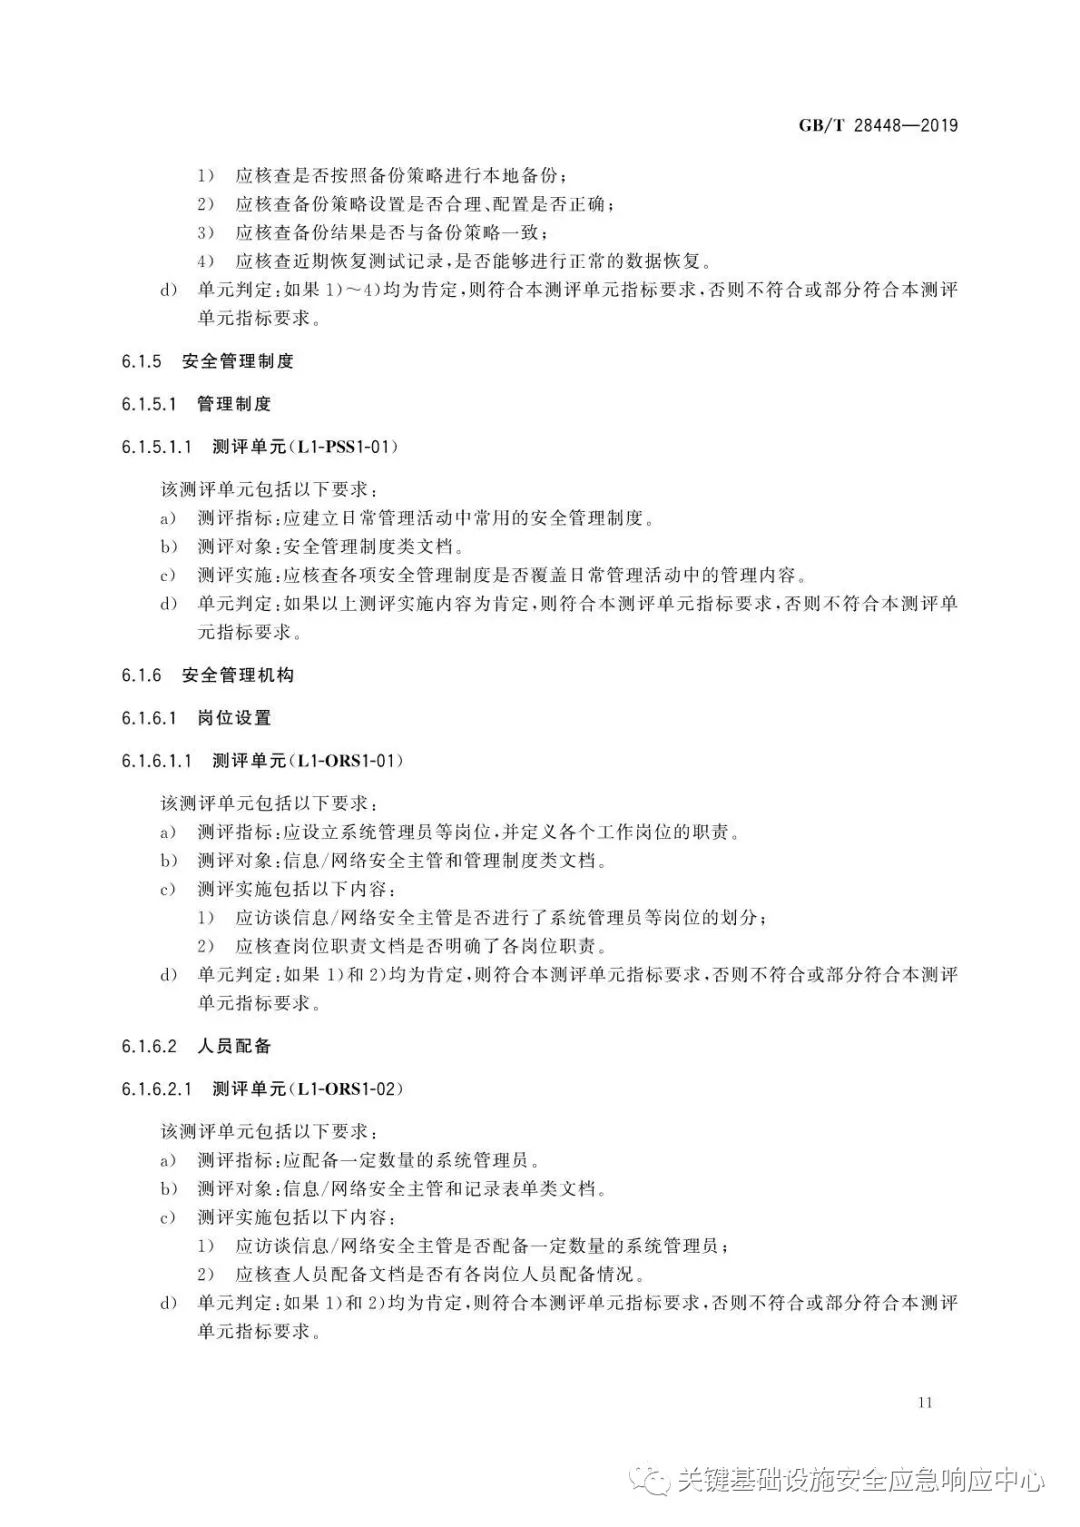 GB/T 28448—2019
1) 应核查是否按照备份策略进行本地备份;
2) 应核查备份策略设置是否合理、配置是否正确;
3) 应核查备份结果是否与备份策略一致;
4) 应核查近期恢复测试记录,是否能够进行正常的数据恢复。
d) 单元判定:如果 1)~4)均为肯定,则符合本测评单元指标要求,否则不符合或部分符合本测评
单元指标要求。
6.1.5 安全管理制度
6.1.5.1 管理制度
6.1.5.1.1 测评单元(L1-PSS1-01)
该测评单元包括以下要求:
a) 测评指标:应建立日常管理活动中常用的安全管理制度。
b) 测评对象:安全管理制度类文档。
c) 测评实施:应核查各项安全管理制度是否覆盖日常管理活动中的管理内容。
d) 单元判定:如果以上测评实施内容为肯定,则符合本测评单元指标要求,否则不符合本测评单
元指标要求。
6.1.6 安全管理机构
6.1.6.1 岗位设置
6.1.6.1.1 测评单元(L1-ORS1-01)
该测评单元包括以下要求:
a) 测评指标:应设立系统管理员等岗位,并定义各个工作岗位的职责。
b) 测评对象:信息/网络安全主管和管理制度类文档。
c) 测评实施包括以下内容:
1) 应访谈信息/网络安全主管是否进行了系统管理员等岗位的划分;
2) 应核查岗位职责文档是否明确了各岗位职责。
d) 单元判定:如果 1)和 2)均为肯定,则符合本测评单元指标要求,否则不符合或部分符合本测评
单元指标要求。
6.1.6.2 人员配备
6.1.6.2.1 测评单元(L1-ORS1-02)
该测评单元包括以下要求:
a) 测评指标:应配备一定数量的系统管理员。
b) 测评对象:信息/网络安全主管和记录表单类文档。
c) 测评实施包括以下内容:
1) 应访谈信息/网络安全主管是否配备一定数量的系统管理员;
2) 应核查人员配备文档是否有各岗位人员配备情况。
d) 单元判定:如果 1)和 2)均为肯定,则符合本测评单元指标要求,否则不符合或部分符合本测评
单元指标要求。
11
关键基础设施安全应急响应中心